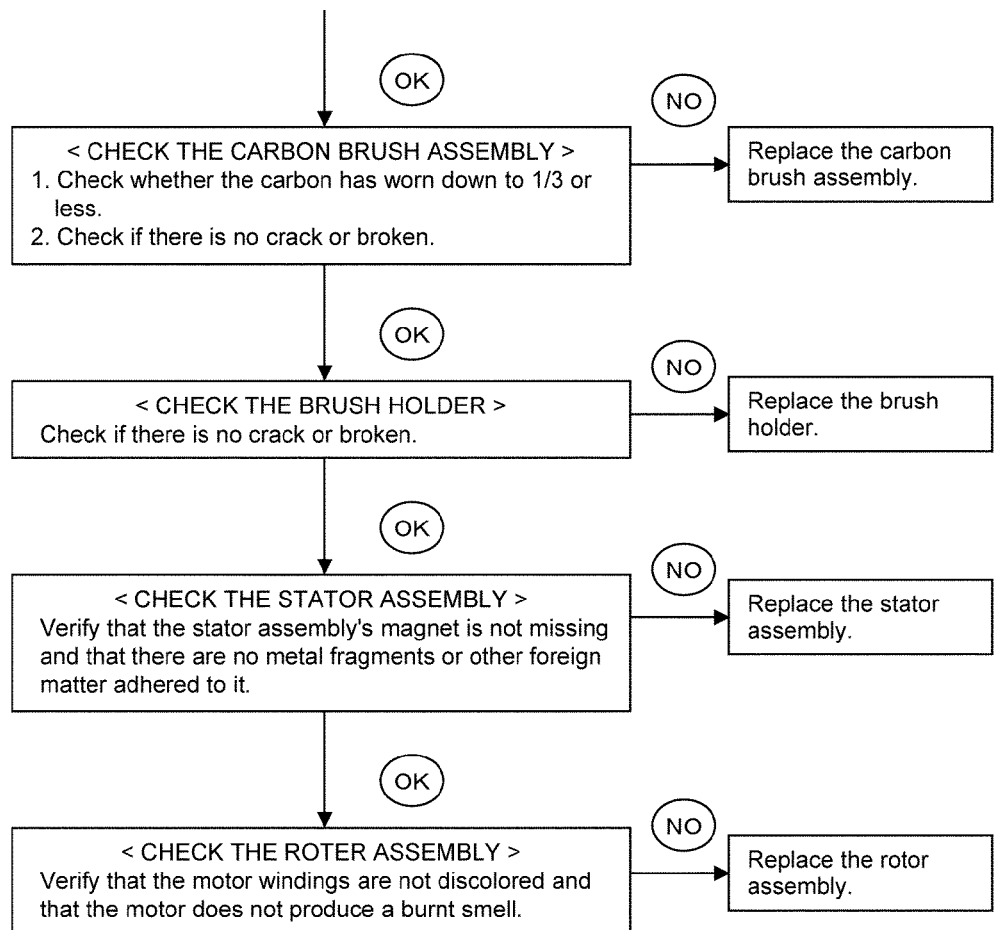 OK
NO
< CHECK THE CARBON BRUSH ASSEMBLY >
1. Check whether the carbon has worn down to 1/3 or
less.
2. Check if there is no crack or broken.
Replace the carbon
brush assembly.
OK
NO
< CHECK THE BRUSH HOLDER >
Check if there is no crack or broken.
Replace the brush
holder.
OK
NO
< CHECK THE STATOR ASSEMBLY >
Verify that the stator assembly's magnet is not missing
and that there are no metal fragments or other foreign
matter adhered to it.
Replace the stator
assembly.
OK
NO
< CHECK THE ROTER ASSEMBLY >
Verify that the motor windings are not discolored and
that the motor does not produce a burnt smell.
Replace the rotor
assembly.